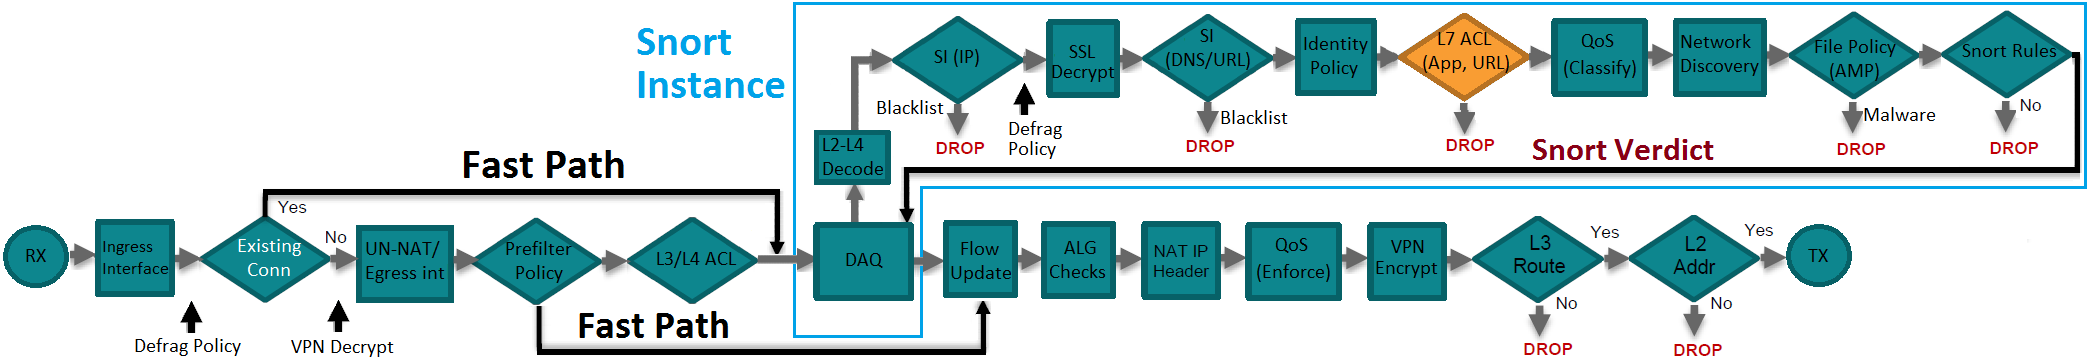 Snort
Instance
SI (IP)
Blacklist
DROP
Defrag
Policy
SSL
Decrypt
SI
(DNS/URL)
Blacklist
DROP
Identity
Policy
L7 ACL
(App, URL)
DROP
QoS
(Classify)
Network
Discovery
File Policy
(AMP)
Malware
DROP
Snort Rules
No
DROP
Snort Verdict
L2-L4
Decode
Fast Path
RX
Ingress
Interface
Defrag Policy
Existing
Conn
Yes
No
VPN Decrypt
UN-NAT/
Egress int
Prefilter
Policy
Fast Path
L3/L4 ACL
DAQ
Flow
Update
ALG
Checks
NAT IP
Header
QoS
(Enforce)
VPN
Encrypt
L3
Route
Yes
No
DROP
L2
Addr
Yes
No
DROP
TX